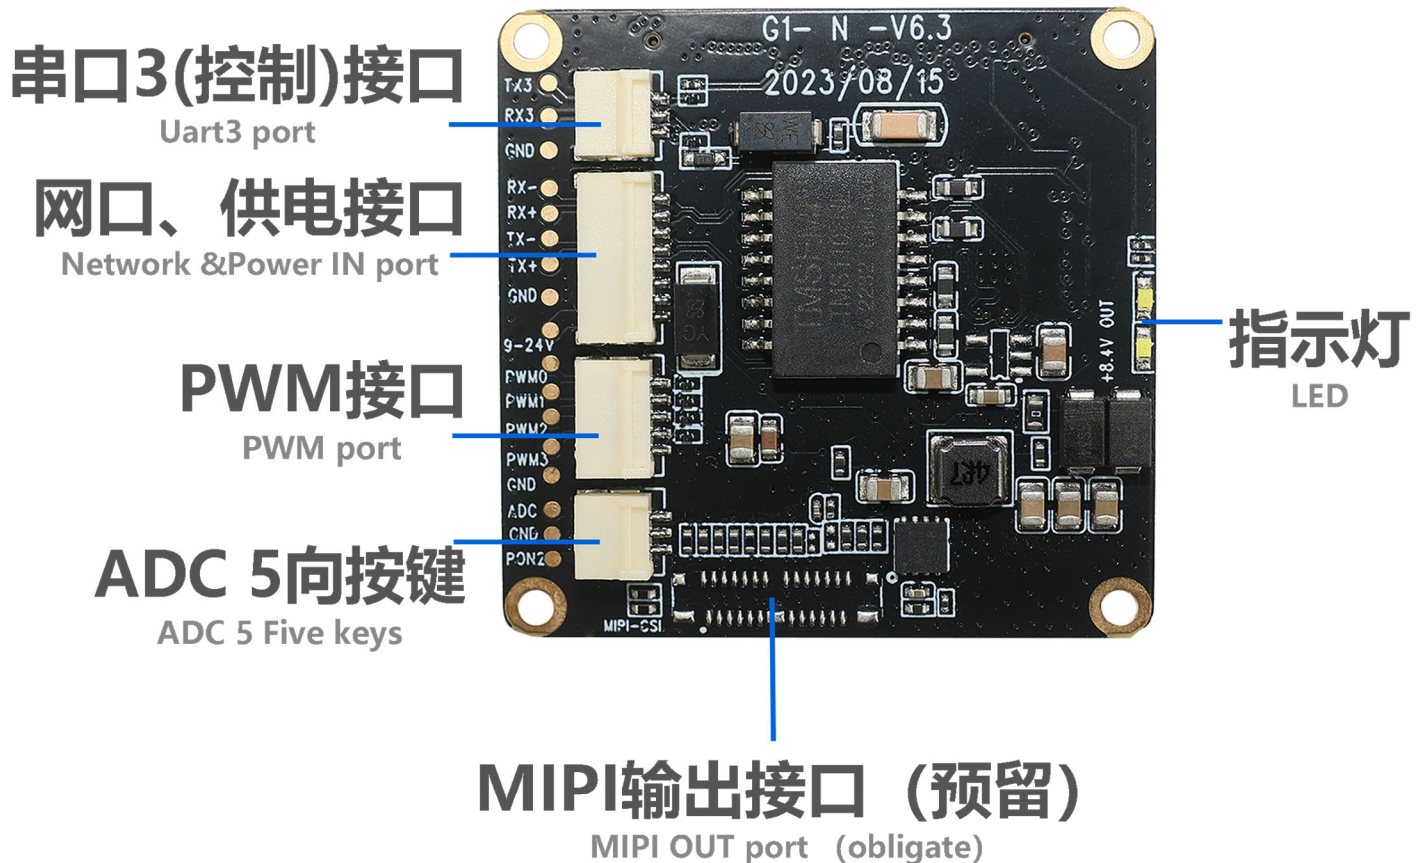 G1- N -V6.3
2023/08/15
串口3(控制)接口
Uart3 port
TX3
RX3
GND
网口、供电接口
Network &Power IN port
RX-
RX+
TX-
TX+
GND
9-24V
PWM接口
PWM port
PWM0
PWM1
PWM2
PWM3
GND
ADC 5向按键
ADC 5 Five keys
ADC
GND
PON2
MIPI-CSI
WF
YG
4R7
+8.4V OUT
指示灯
LED
MIPI输出接口（预留）
MIPI OUT port （obligate）